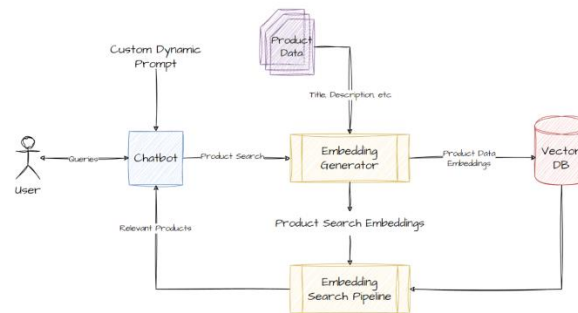 Product
Data
Custom Dynamic
Prompt
Title, Description, etc
User
Queries
Chatbot
Product Search
Embedding
Generator
Product Data
Embeddings
Vector
DB
Relevant Products
Product Search Embeddings
Embedding
Search Pipeline